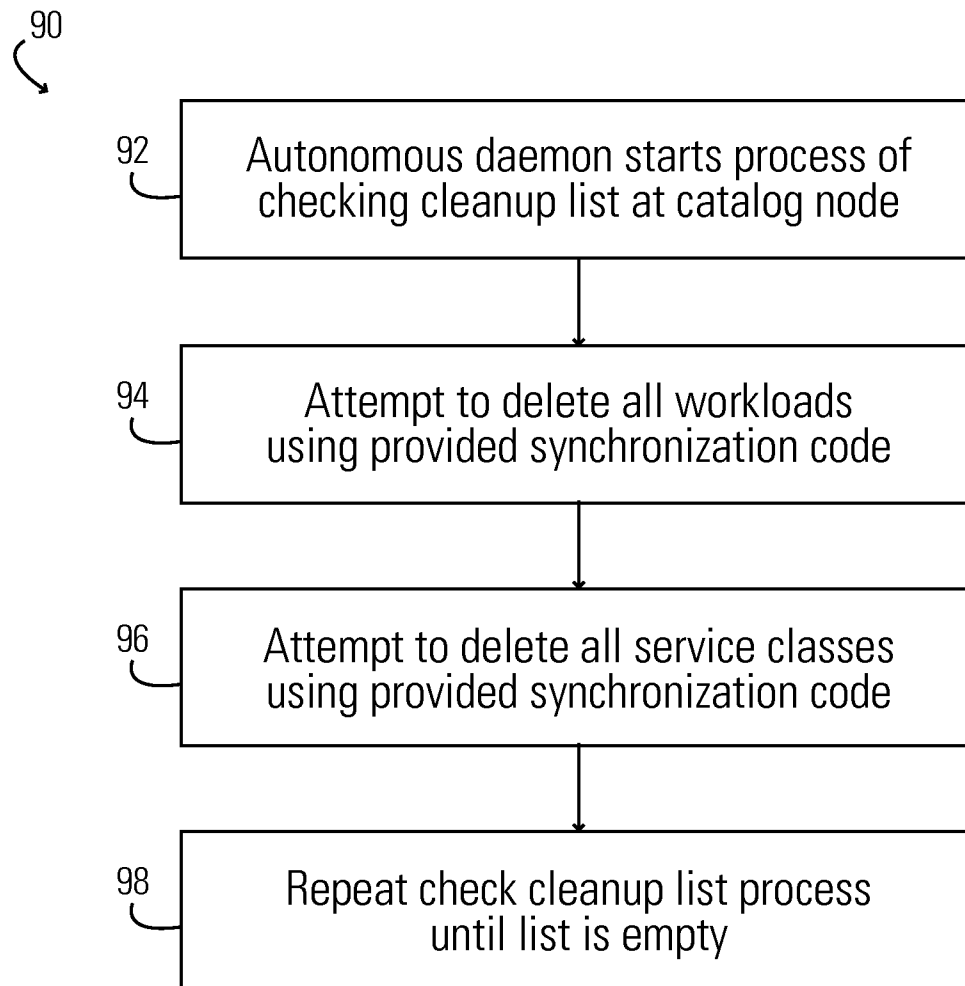 90
92
Autonomous daemon starts process of
checking cleanup list at catalog node
94
Attempt to delete all workloads
using provided synchronization code
96
Attempt to delete all service classes
using provided synchronization code
98
Repeat check cleanup list process
until list is empty